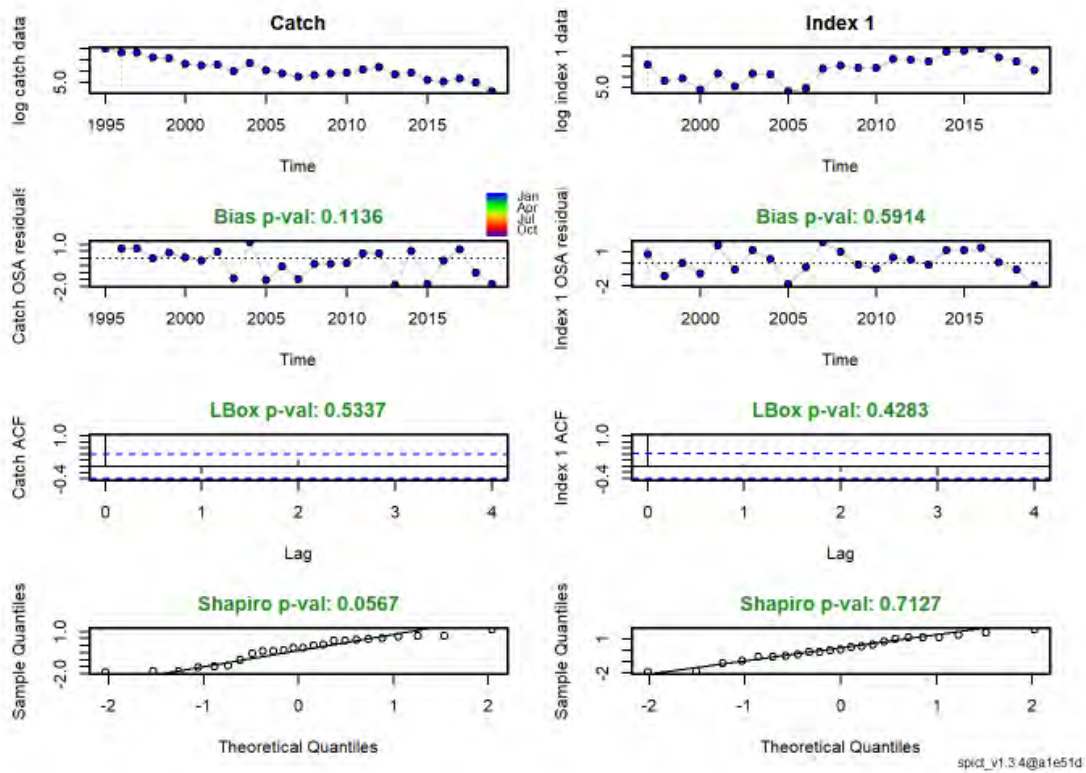 Catch
log catch data
5.0
1995 2000 2005 2010 2015
Time
Index 1
log index 1 data
5.0
2000 2005 2010 2015
Time
Jan
Apr
Jul
Oct
Bias p-val: 0.1136
Catch OSA residuals
1.0
-2.0
1995 2000 2005 2010 2015
Time
Bias p-val: 0.5914
Index 1 OSA residual
1
-2
2000 2005 2010 2015
Time
LBox p-val: 0.5337
Catch ACF
1.0
-0.4
0 1 2 3 4
Lag
LBox p-val: 0.4283
Index 1 ACF
1.0
-0.4
0 1 2 3 4
Lag
Shapiro p-val: 0.0567
Sample Quantiles
1.0
-2.0
-2 -1 0 1 2
Theoretical Quantiles
Shapiro p-val: 0.7127
Sample Quantiles
1
-2
-2 -1 0 1 2
Theoretical Quantiles
spict_v1.3.4@a1e51d